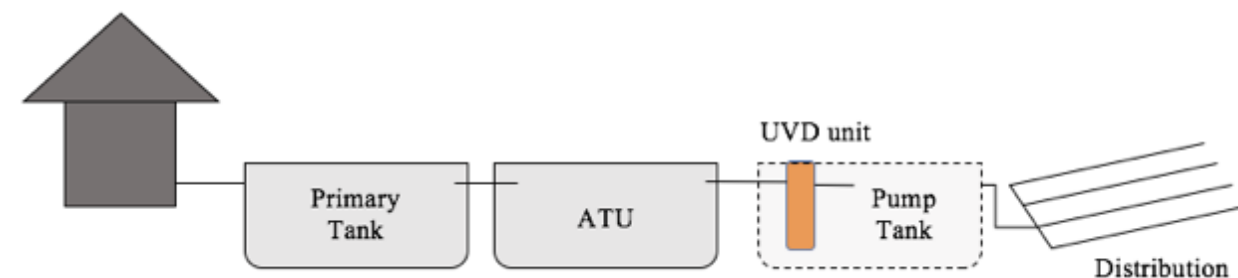 UVD unit
Primary
Tank
ATU
Pump
Tank
Distribution